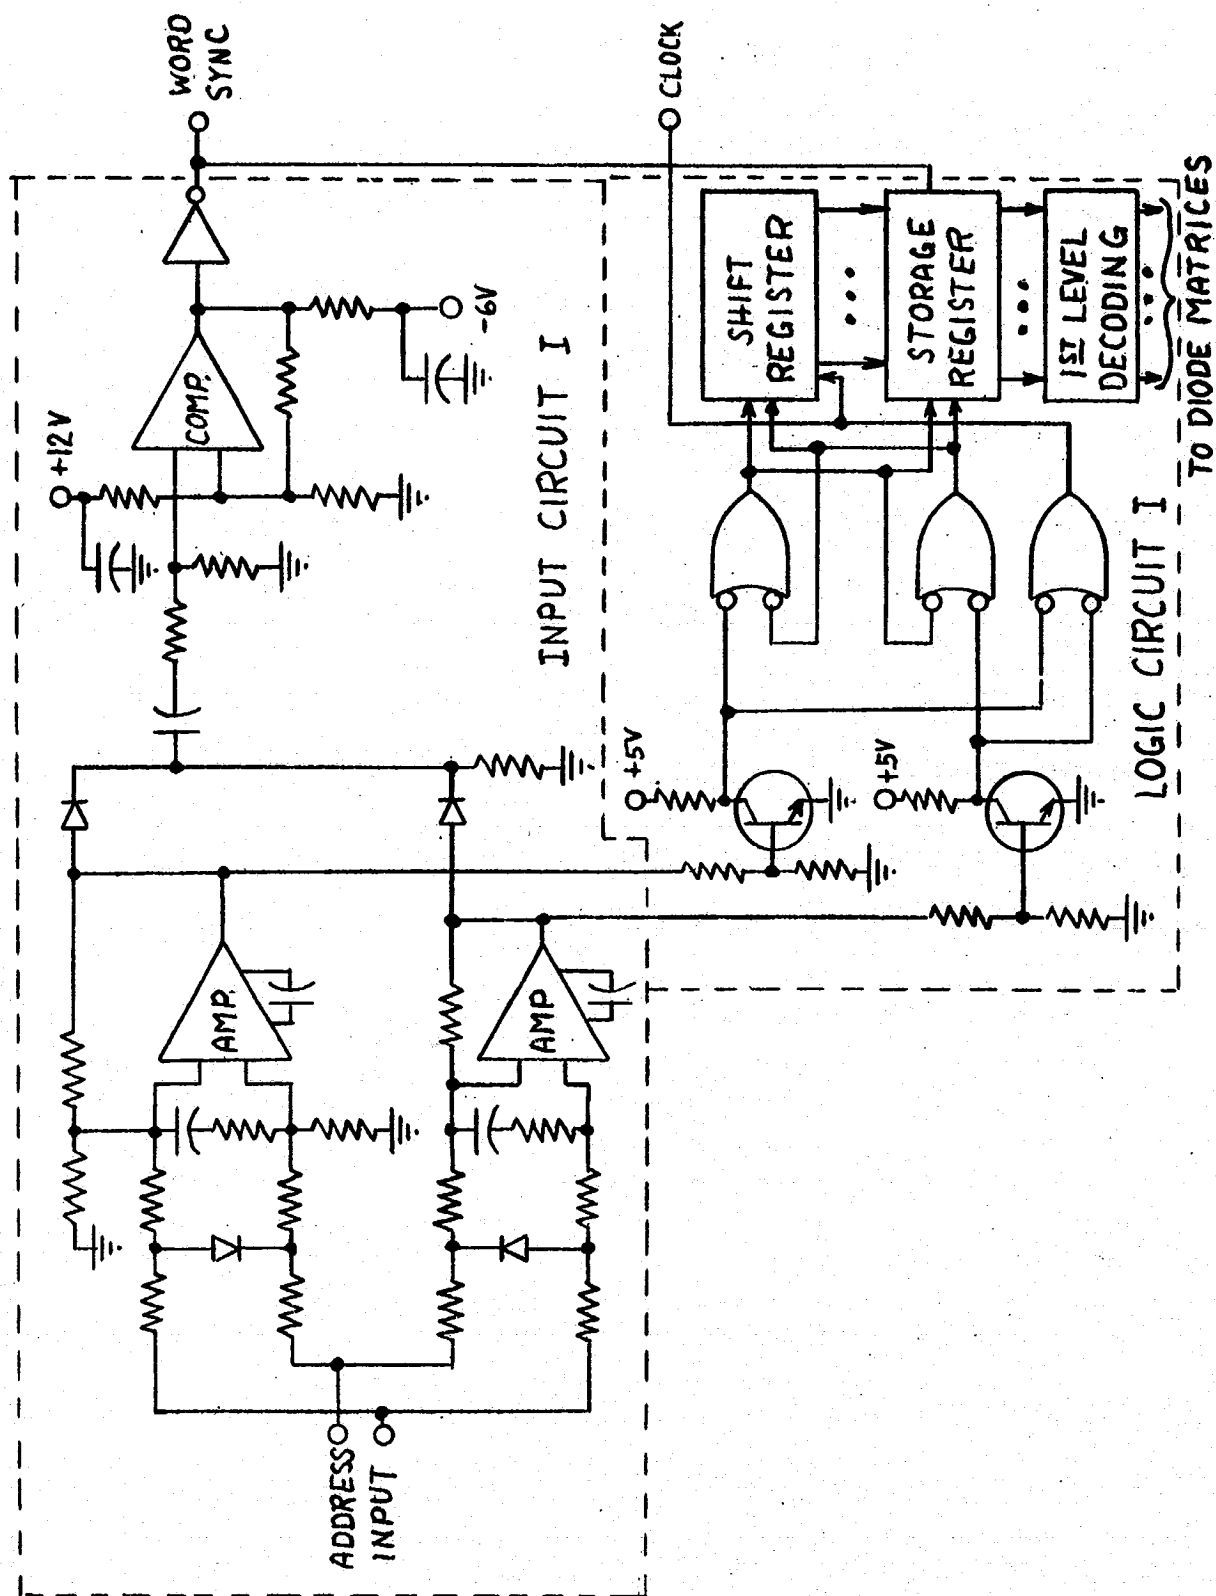 WORD
SYNC
+12V
COMP.
-6V
INPUT CIRCUIT I
AMP.
AMP
ADDRESS
INPUT
CLOCK
SHIFT
REGISTER
STORAGE
REGISTER
1ST LEVEL
DECODING
TO DIODE MATRICES
+5V
+5V
LOGIC CIRCUIT I